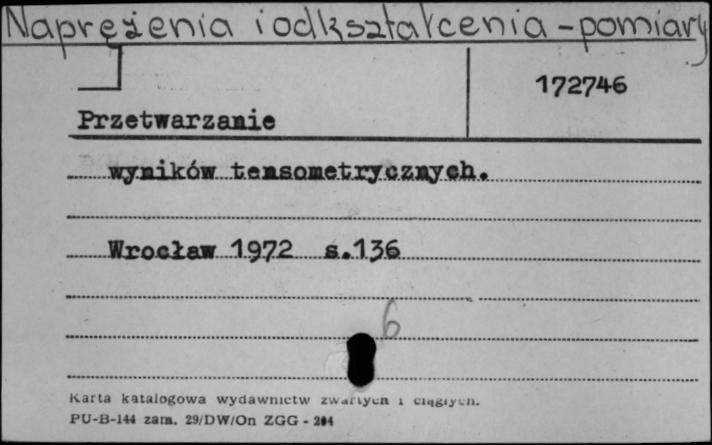 Naprężenia i odkształcenia - pomiary
172746
Przetwarzanie
wyników tensometrycznych.
Wrocław 1972 s.136
6
Karta katalogowa wydawnictw zwartych i ciągłych.
PU-B-144 zam. 29/DW/On ZGG - 204